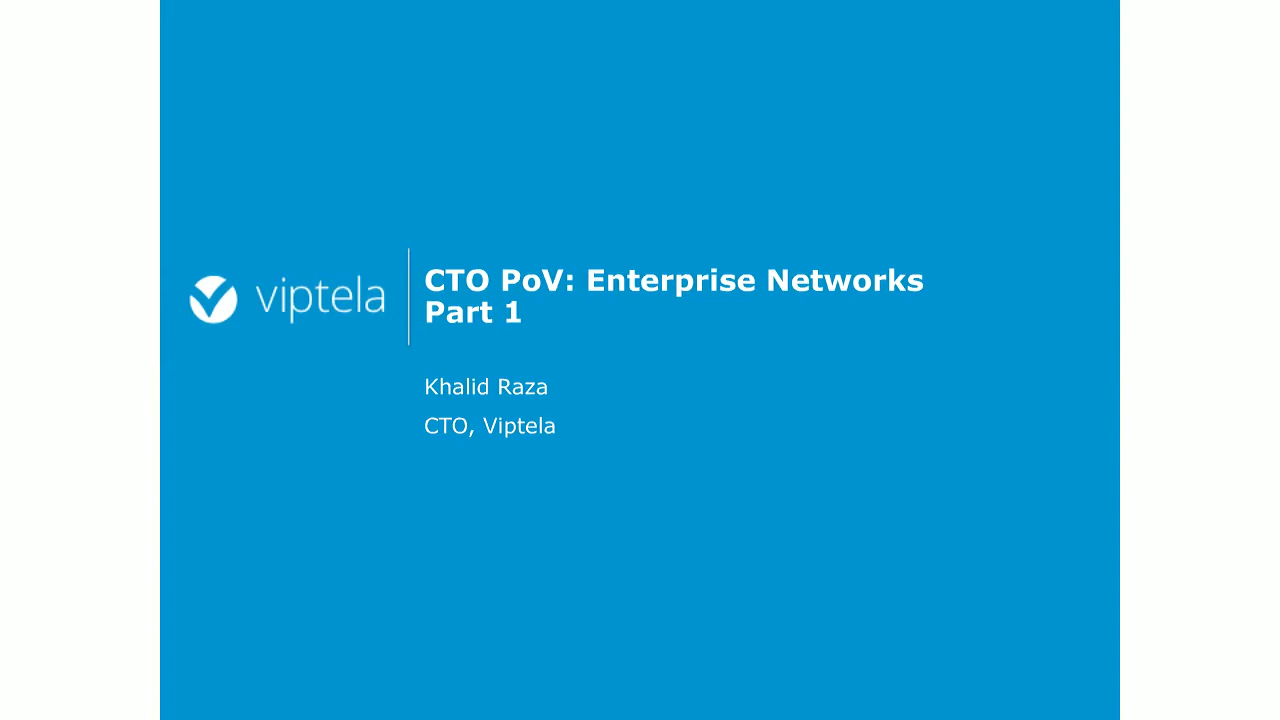 viptela
CTO PoV: Enterprise Networks
Part 1
Khalid Raza
CTO, Viptela